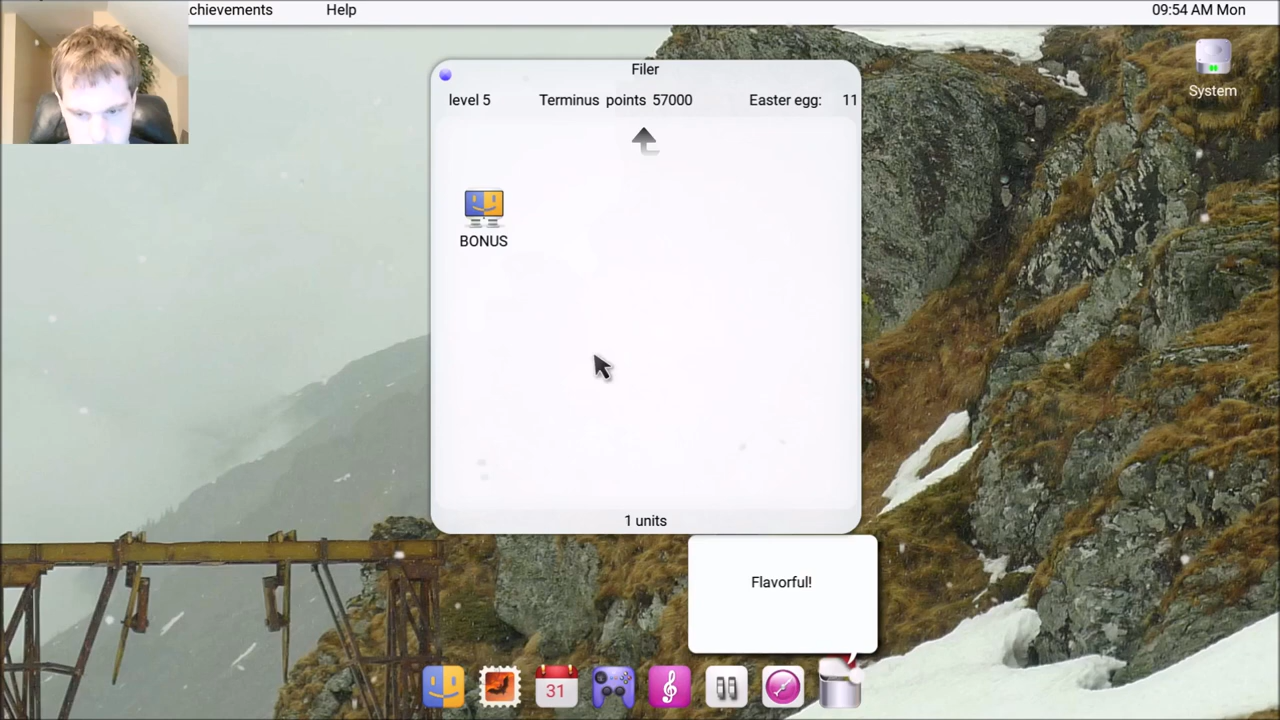 chievements Help 09:54 AM Mon
System
Filer
level 5 Terminus points 57000 Easter egg: 11
BONUS
1 units
Flavorful!
31